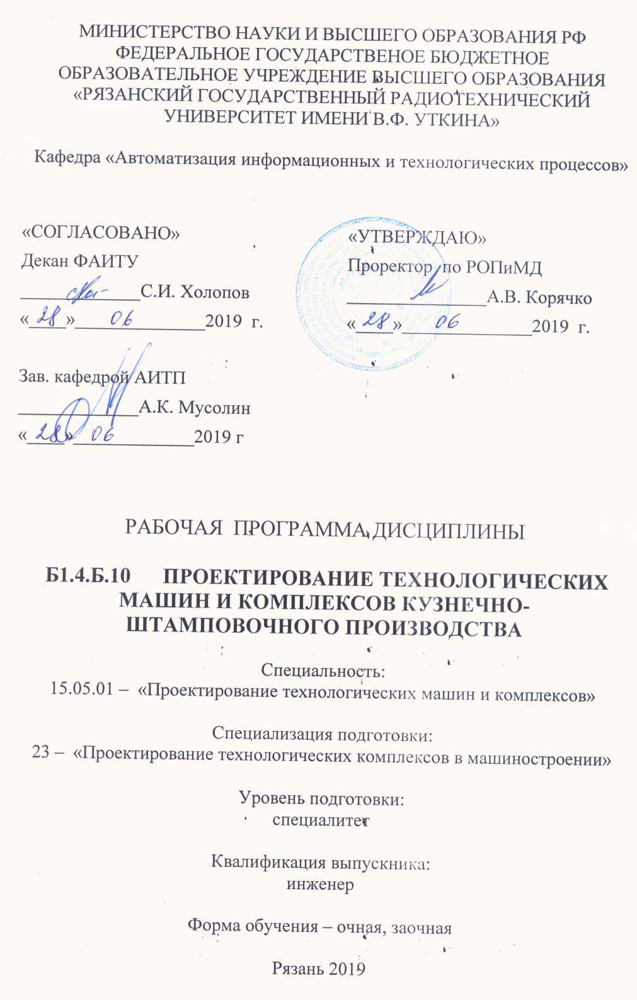 МИНИСТЕРСТВО НАУКИ И ВЫСШЕГО ОБРАЗОВАНИЯ РФ
ФЕДЕРАЛЬНОЕ ГОСУДАРСТВЕНОЕ БЮДЖЕТНОЕ
ОБРАЗОВАТЕЛЬНОЕ УЧРЕЖДЕНИЕ ВЫСШЕГО ОБРАЗОВАНИЯ
«РЯЗАНСКИЙ ГОСУДАРСТВЕННЫЙ РАДИОТЕХНИЧЕСКИЙ
УНИВЕРСИТЕТ ИМЕНИ В.Ф. УТКИНА»
Кафедра «Автоматизация информационных и технологических процессов»
«СОГЛАСОВАНО»
Декан ФАИТУ
_____________С.И. Холопов
«28»06 2019 г.
Зав. кафедрой АИТП
_____________А.К. Мусолин
«28»06 2019 г
«УТВЕРЖДАЮ»
Проректор по РОПиМД
_______________А.В. Корячко
«28»06 2019 г.
РАБОЧАЯ ПРОГРАММА ДИСЦИПЛИНЫ
Б1.4.Б.10 ПРОЕКТИРОВАНИЕ ТЕХНОЛОГИЧЕСКИХ
МАШИН И КОМПЛЕКСОВ КУЗНЕЧНО-
ШТАМПОВОЧНОГО ПРОИЗВОДСТВА
Специальность:
15.05.01 – «Проектирование технологических машин и комплексов»
Специализация подготовки:
23 – «Проектирование технологических комплексов в машиностроении»
Уровень подготовки:
специалитет
Квалификация выпускника:
инженер
Форма обучения – очная, заочная
Рязань 2019